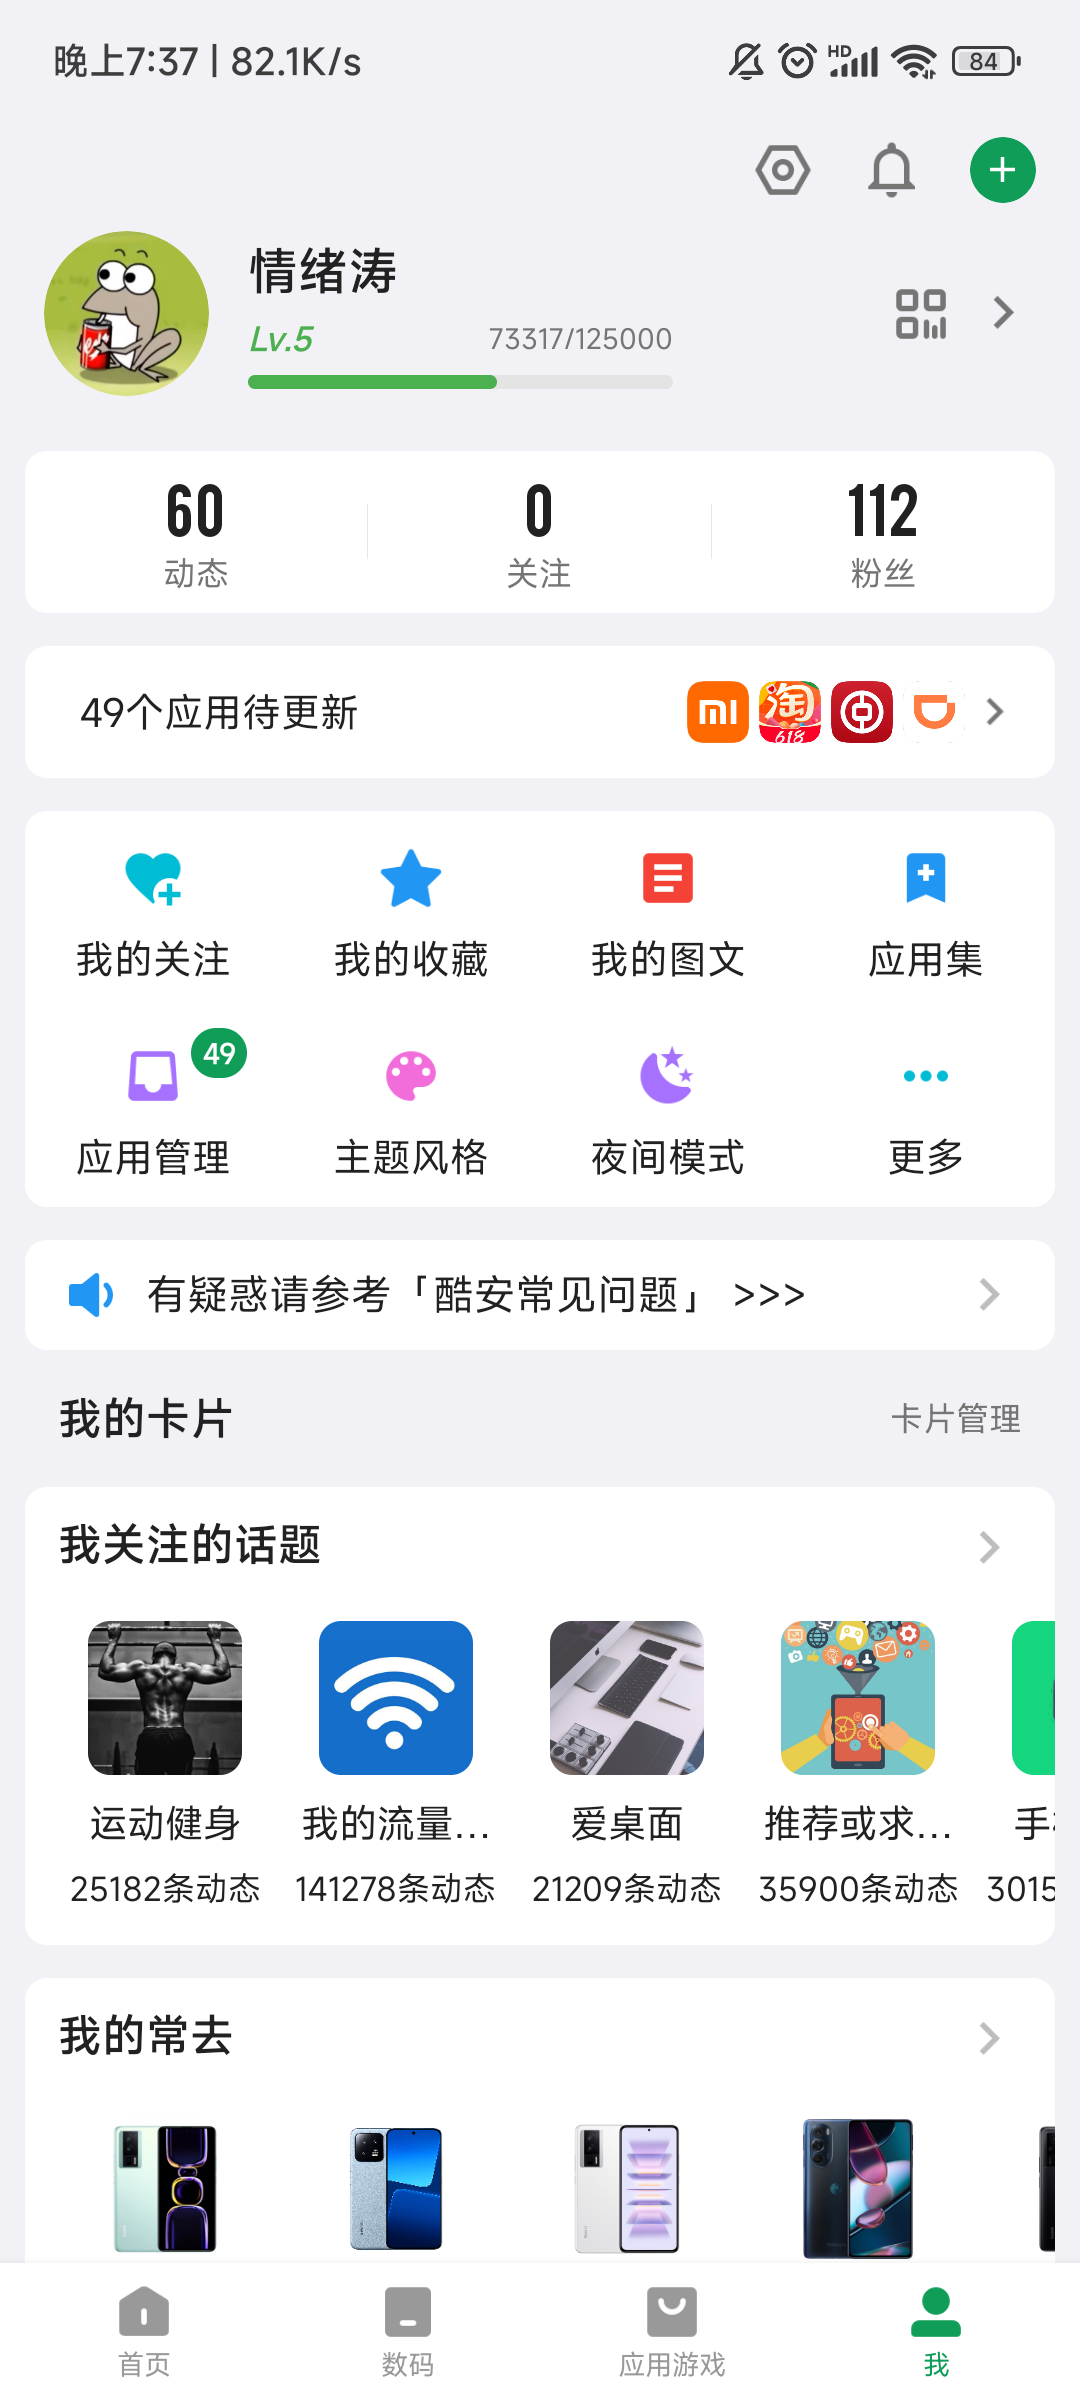 晚上7:37 | 82.1K/s
HD
84
情绪涛
Lv.5 73317/125000
60 0 112
动态 关注 粉丝
49个应用待更新
淘
618
我的关注 我的收藏 我的图文 应用集
49
应用管理 主题风格 夜间模式 更多
有疑惑请参考「酷安常见问题」 >>>
我的卡片 卡片管理
我关注的话题
运动健身 我的流量... 爱桌面 推荐或求... 手
25182条动态 141278条动态 21209条动态 35900条动态 3015
我的常去
首页 数码 应用游戏 我